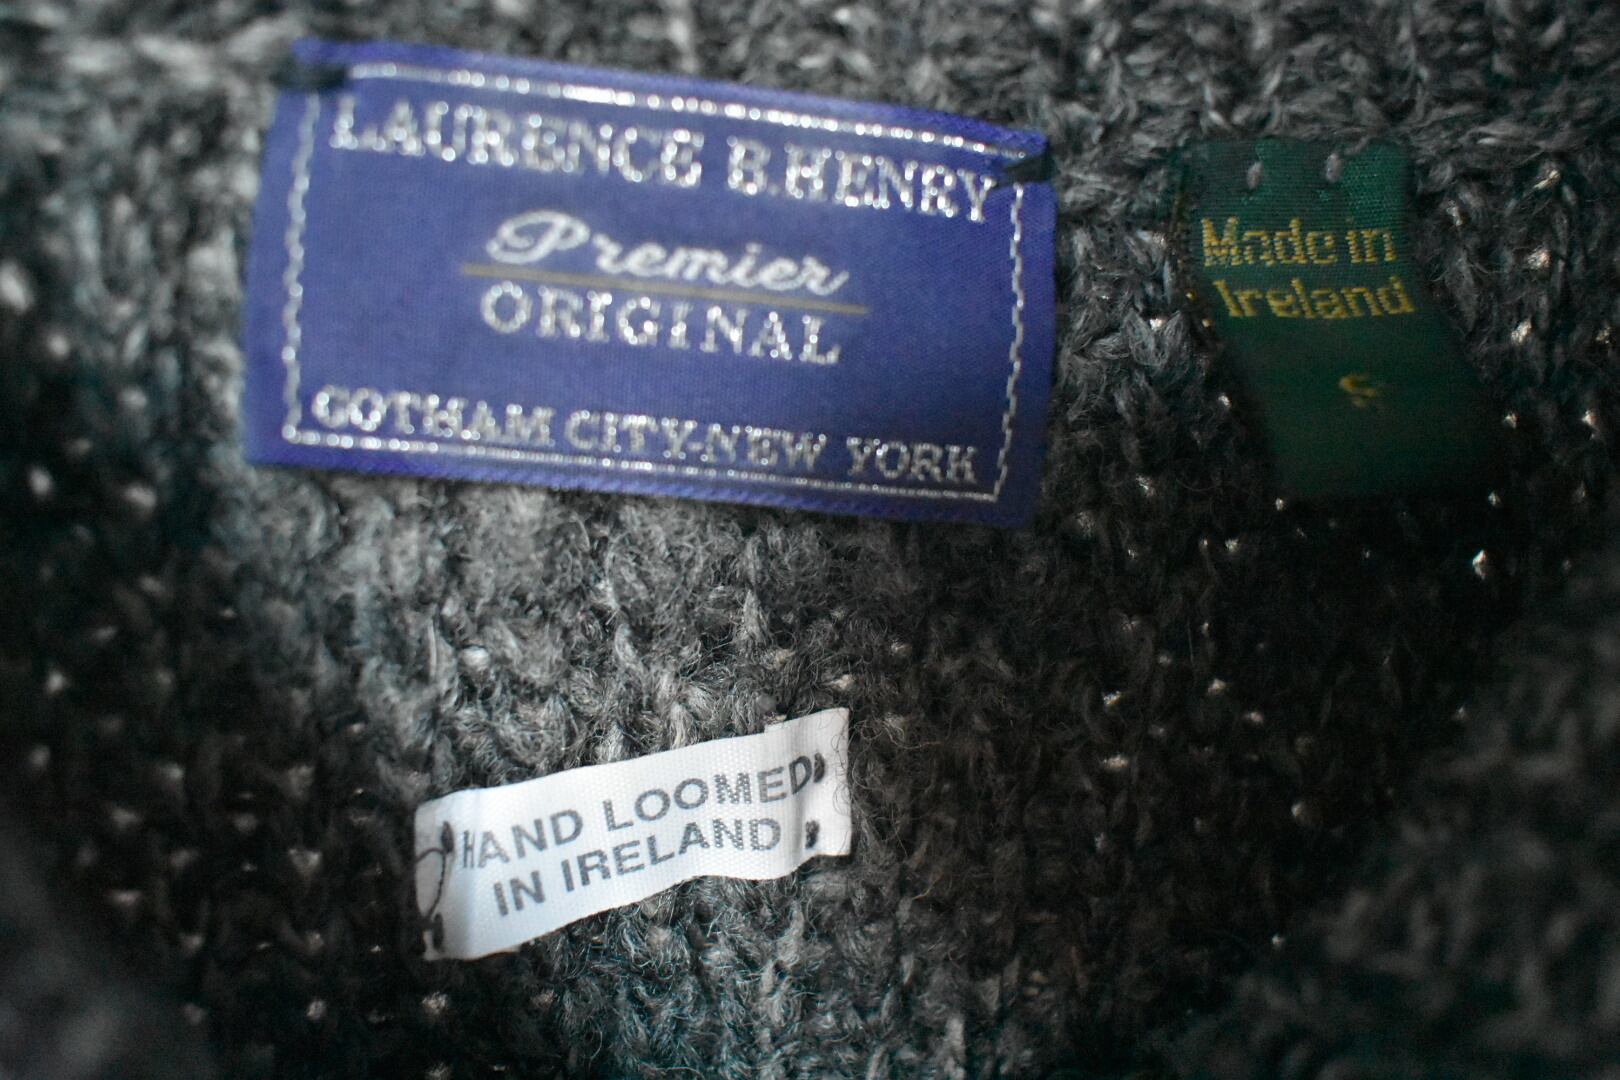 LAURENCE B.HENRY
Premier
ORIGINAL
GOTHAM CITY-NEW YORK
Made in
Ireland
S
HAND LOOMED
IN IRELAND